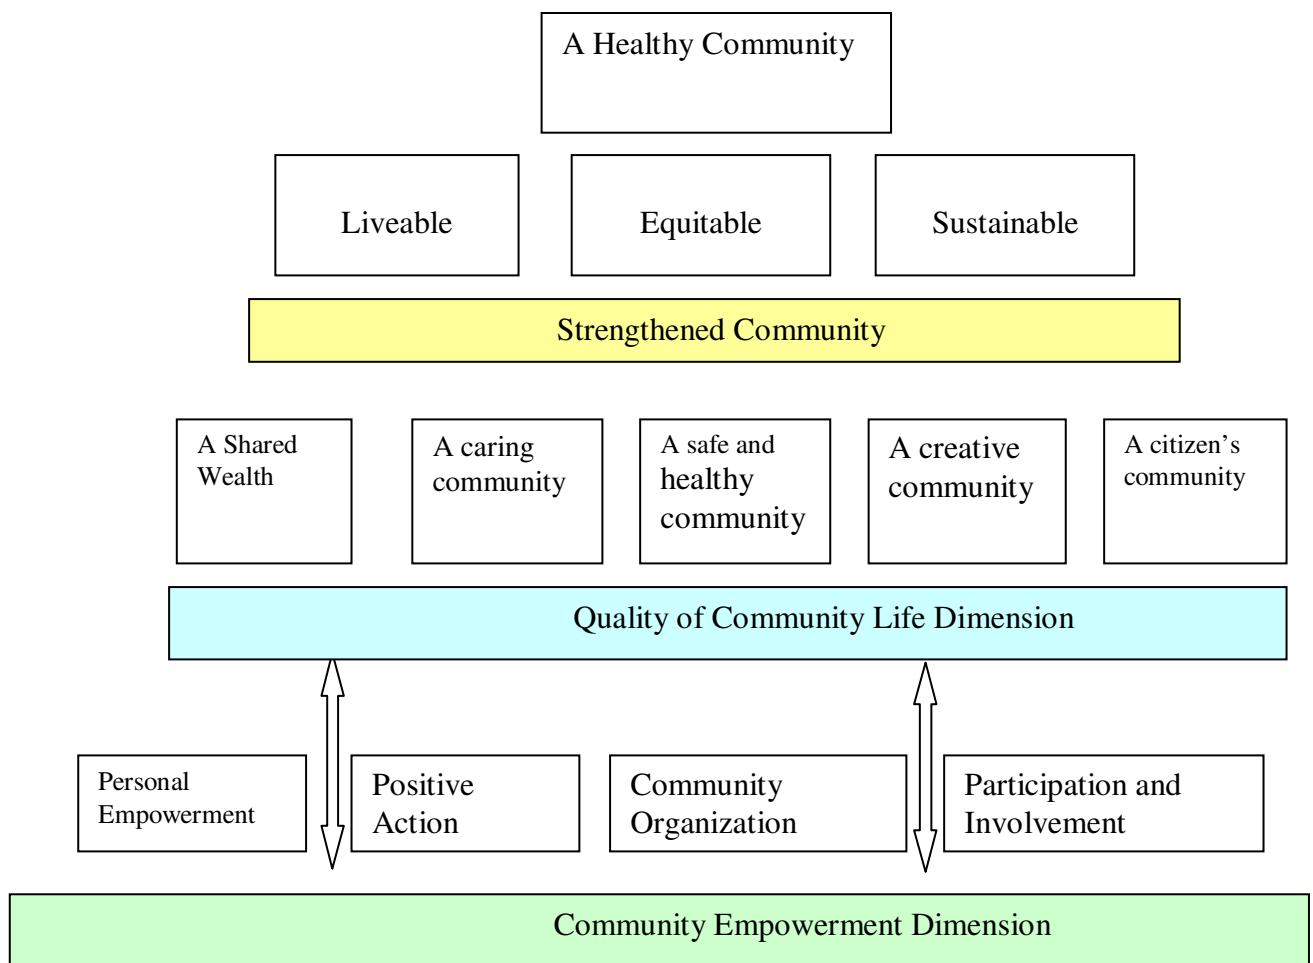 A Healthy Community
Liveable
Equitable
Sustainable
Strengthened Community
A Shared
Wealth
A caring
community
A safe and
healthy
community
A creative
community
A citizen's
community
Quality of Community Life Dimension
Personal
Empowerment
Positive
Action
Community
Organization
Participation and
Involvement
Community Empowerment Dimension